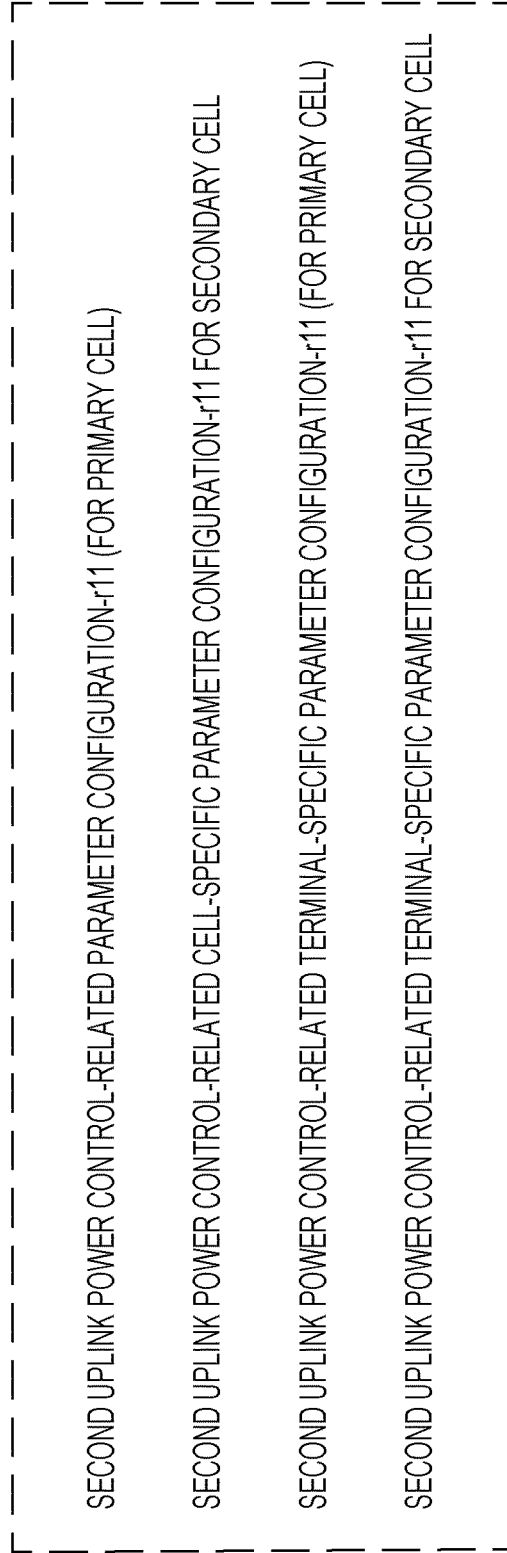 SECOND UPLINK POWER CONTROL-RELATED PARAMETER CONFIGURATION-r11 (FOR PRIMARY CELL)
SECOND UPLINK POWER CONTROL-RELATED CELL-SPECIFIC PARAMETER CONFIGURATION-r11 FOR SECONDARY CELL
SECOND UPLINK POWER CONTROL-RELATED TERMINAL-SPECIFIC PARAMETER CONFIGURATION-r11 (FOR PRIMARY CELL)
SECOND UPLINK POWER CONTROL-RELATED TERMINAL-SPECIFIC PARAMETER CONFIGURATION-r11 FOR SECONDARY CELL